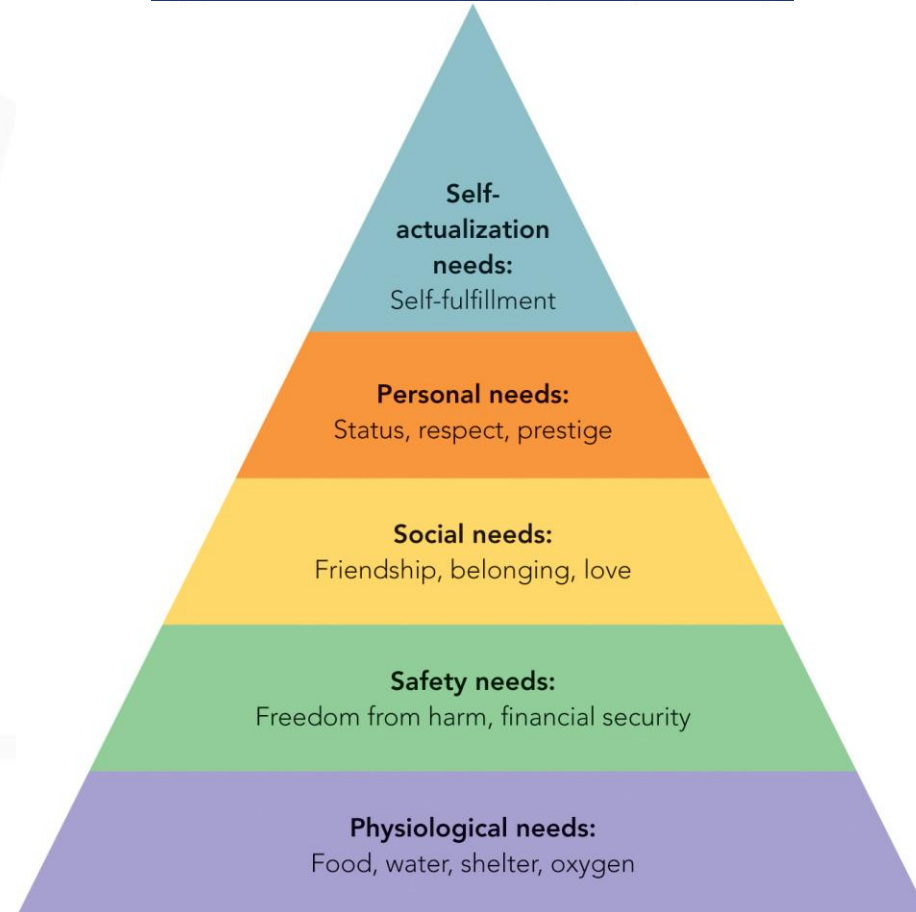 Self-
actualization
needs:
Self-fulfillment
Personal needs:
Status, respect, prestige
Social needs:
Friendship, belonging, love
Safety needs:
Freedom from harm, financial security
Physiological needs:
Food, water, shelter, oxygen